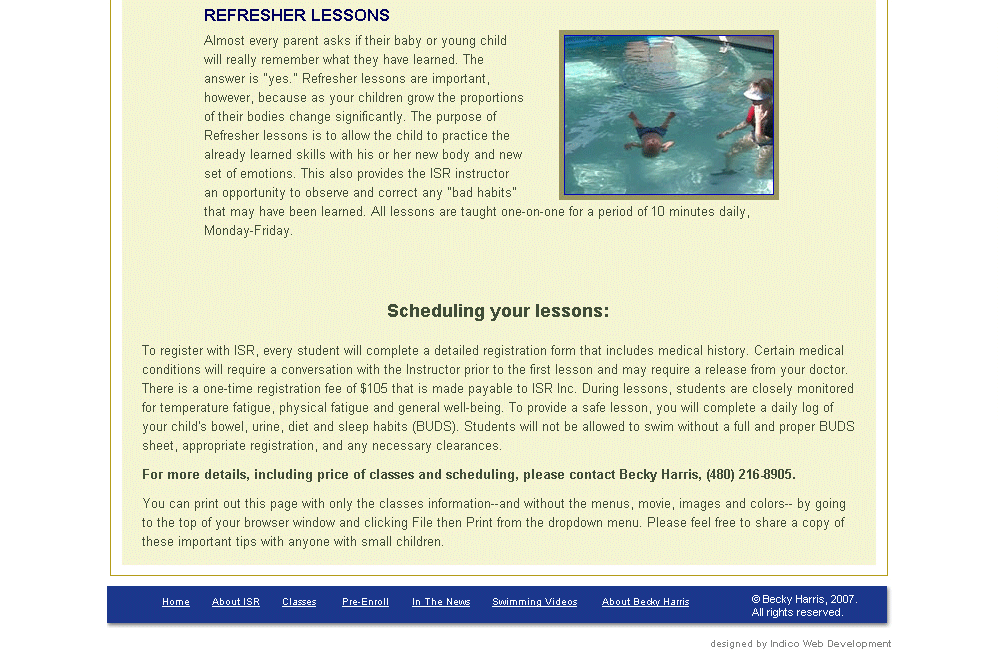 REFRESHER LESSONS
Almost every parent asks if their baby or young child
will really remember what they have learned. The
answer is "yes." Refresher lessons are important,
however, because as your children grow the proportions
of their bodies change significantly. The purpose of
Refresher lessons is to allow the child to practice the
already learned skills with his or her new body and new
set of emotions. This also provides the ISR instructor
an opportunity to observe and correct any "bad habits"
that may have been learned. All lessons are taught one-on-one for a period of 10 minutes daily,
Monday-Friday.
Scheduling your lessons:
To register with ISR, every student will complete a detailed registration form that includes medical history. Certain medical
conditions will require a conversation with the Instructor prior to the first lesson and may require a release from your doctor.
There is a one-time registration fee of $105 that is made payable to ISR Inc. During lessons, students are closely monitored
for temperature fatigue, physical fatigue and general well-being. To provide a safe lesson, you will complete a daily log of
your child's bowel, urine, diet and sleep habits (BUDS). Students will not be allowed to swim without a full and proper BUDS
sheet, appropriate registration, and any necessary clearances.
For more details, including price of classes and scheduling, please contact Becky Harris, (480) 216-8905.
You can print out this page with only the classes information--and without the menus, movie, images and colors-- by going
to the top of your browser window and clicking File then Print from the dropdown menu. Please feel free to share a copy of
these important tips with anyone with small children.
Home About ISR Classes Pre-Enroll In The News Swimming Videos About Becky Harris
© Becky Harris, 2007.
All rights reserved.
designed by Indico Web Development